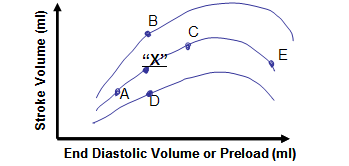 Stroke Volume (ml)
B
C
"X"
E
A
D
End Diastolic Volume or Preload (ml)